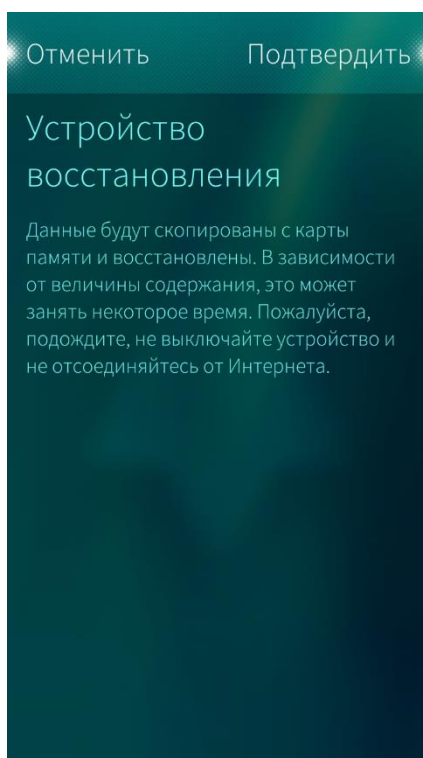 Отменить Подтвердить
Устройство
восстановления
Данные будут скопированы с карты
памяти и восстановлены. В зависимости
от величины содержания, это может
занять некоторое время. Пожалуйста,
подождите, не выключайте устройство и
не отсоединяйтесь от Интернета.